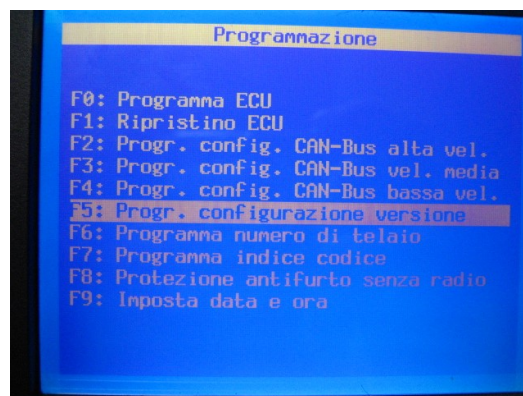 Programmazione
F0: Programma ECU
F1: Ripristino ECU
F2: Progr. config. CAN-Bus alta vel.
F3: Progr. config. CAN-Bus vel. media
F4: Progr. config. CAN-Bus bassa vel.
F5: Progr. configurazione versione
F6: Programma numero di telaio
F7: Programma indice codice
F8: Protezione antifurto senza radio
F9: Imposta data e ora